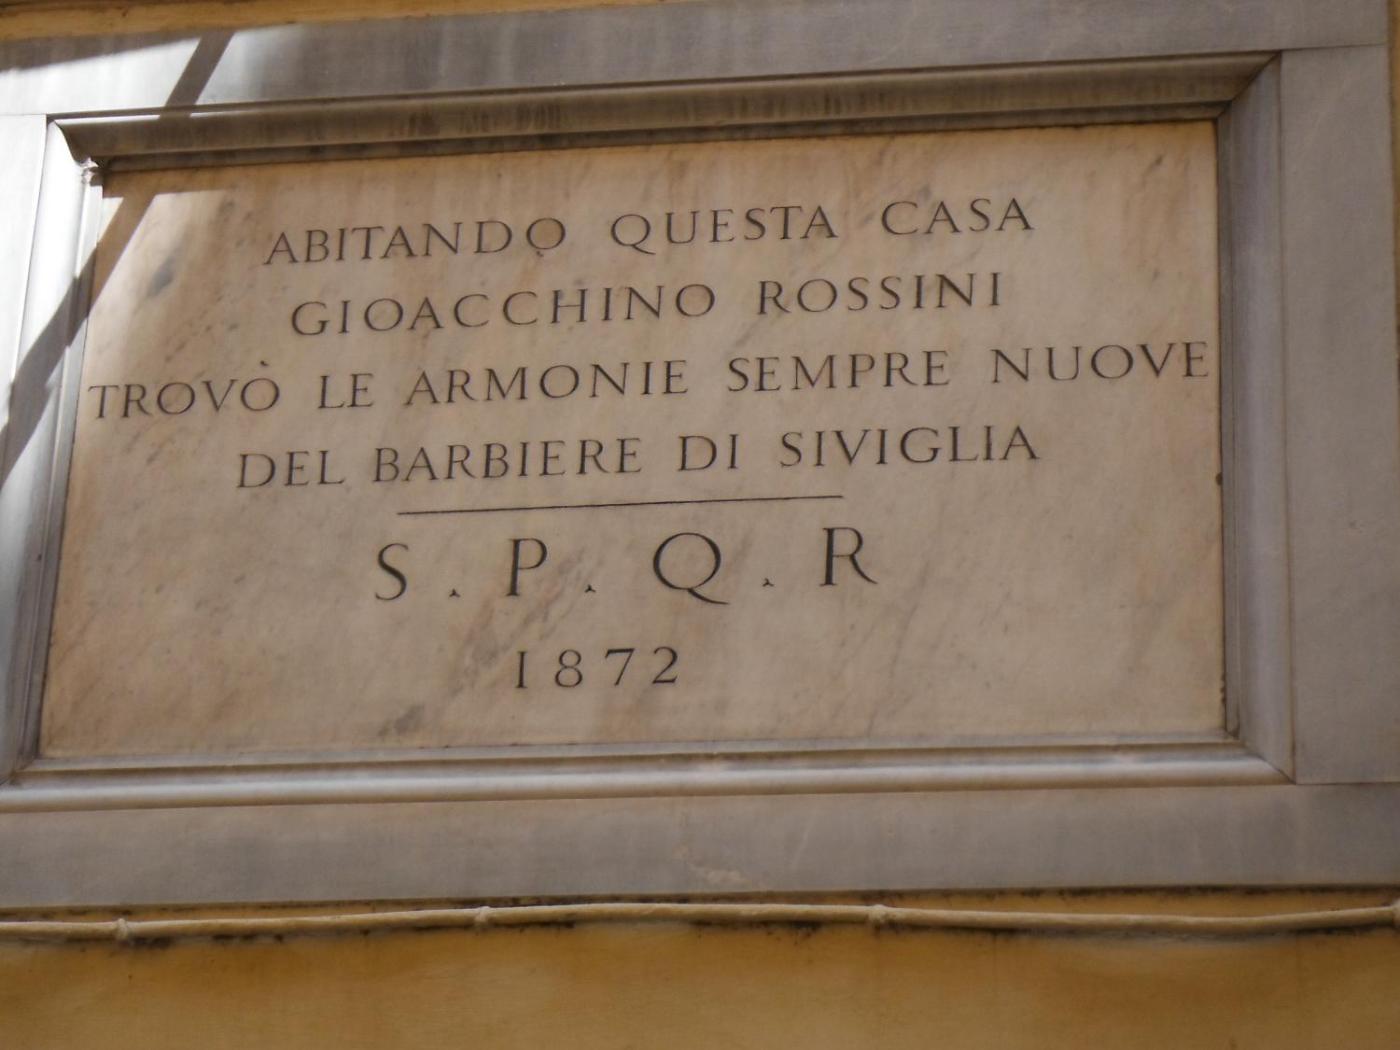 ABITANDO QUESTA CASA
GIOACCHINO ROSSINI
TROVÒ LE ARMONIE SEMPRE NUOVE
DEL BARBIERE DI SIVIGLIA
S.P.Q.R
1872